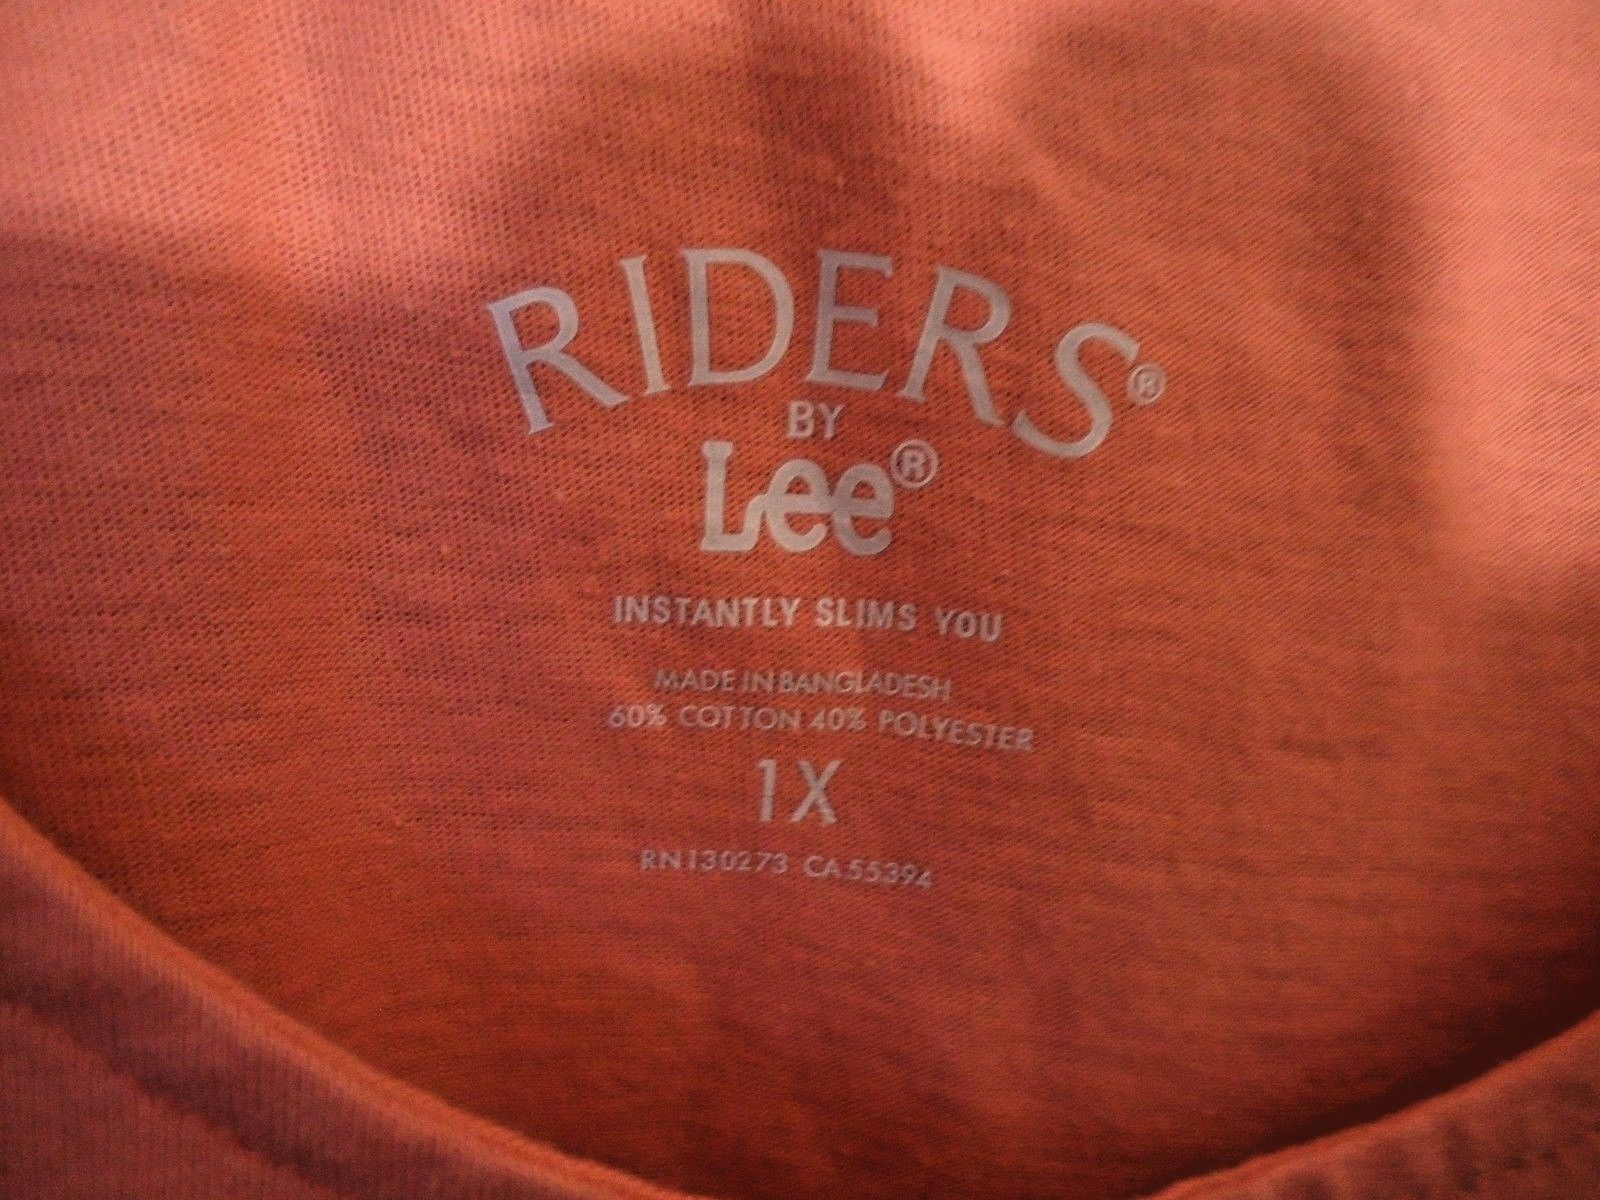 RIDERS®
BY
Lee®
INSTANTLY SLIMS YOU
MADE IN BANGLADESH
60% COTTON 40% POLYESTER
1X
RN130273 CA55394